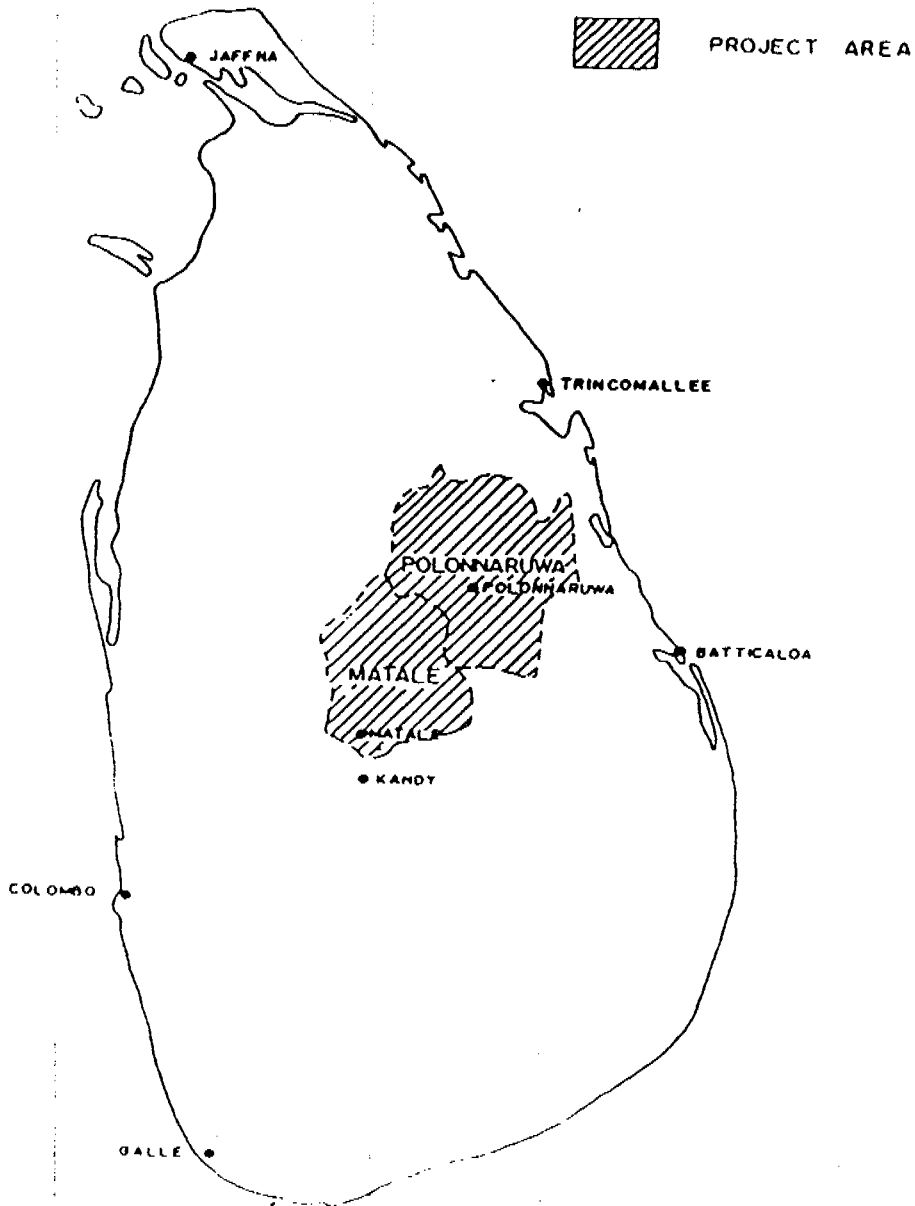 JAFFNA
PROJECT AREA
TRINCOMALLEE
POLONNARUWA
POLONNARUWA
BATTICALOA
MATALE
MATALE
KANDY
COLOMBO
GALLE